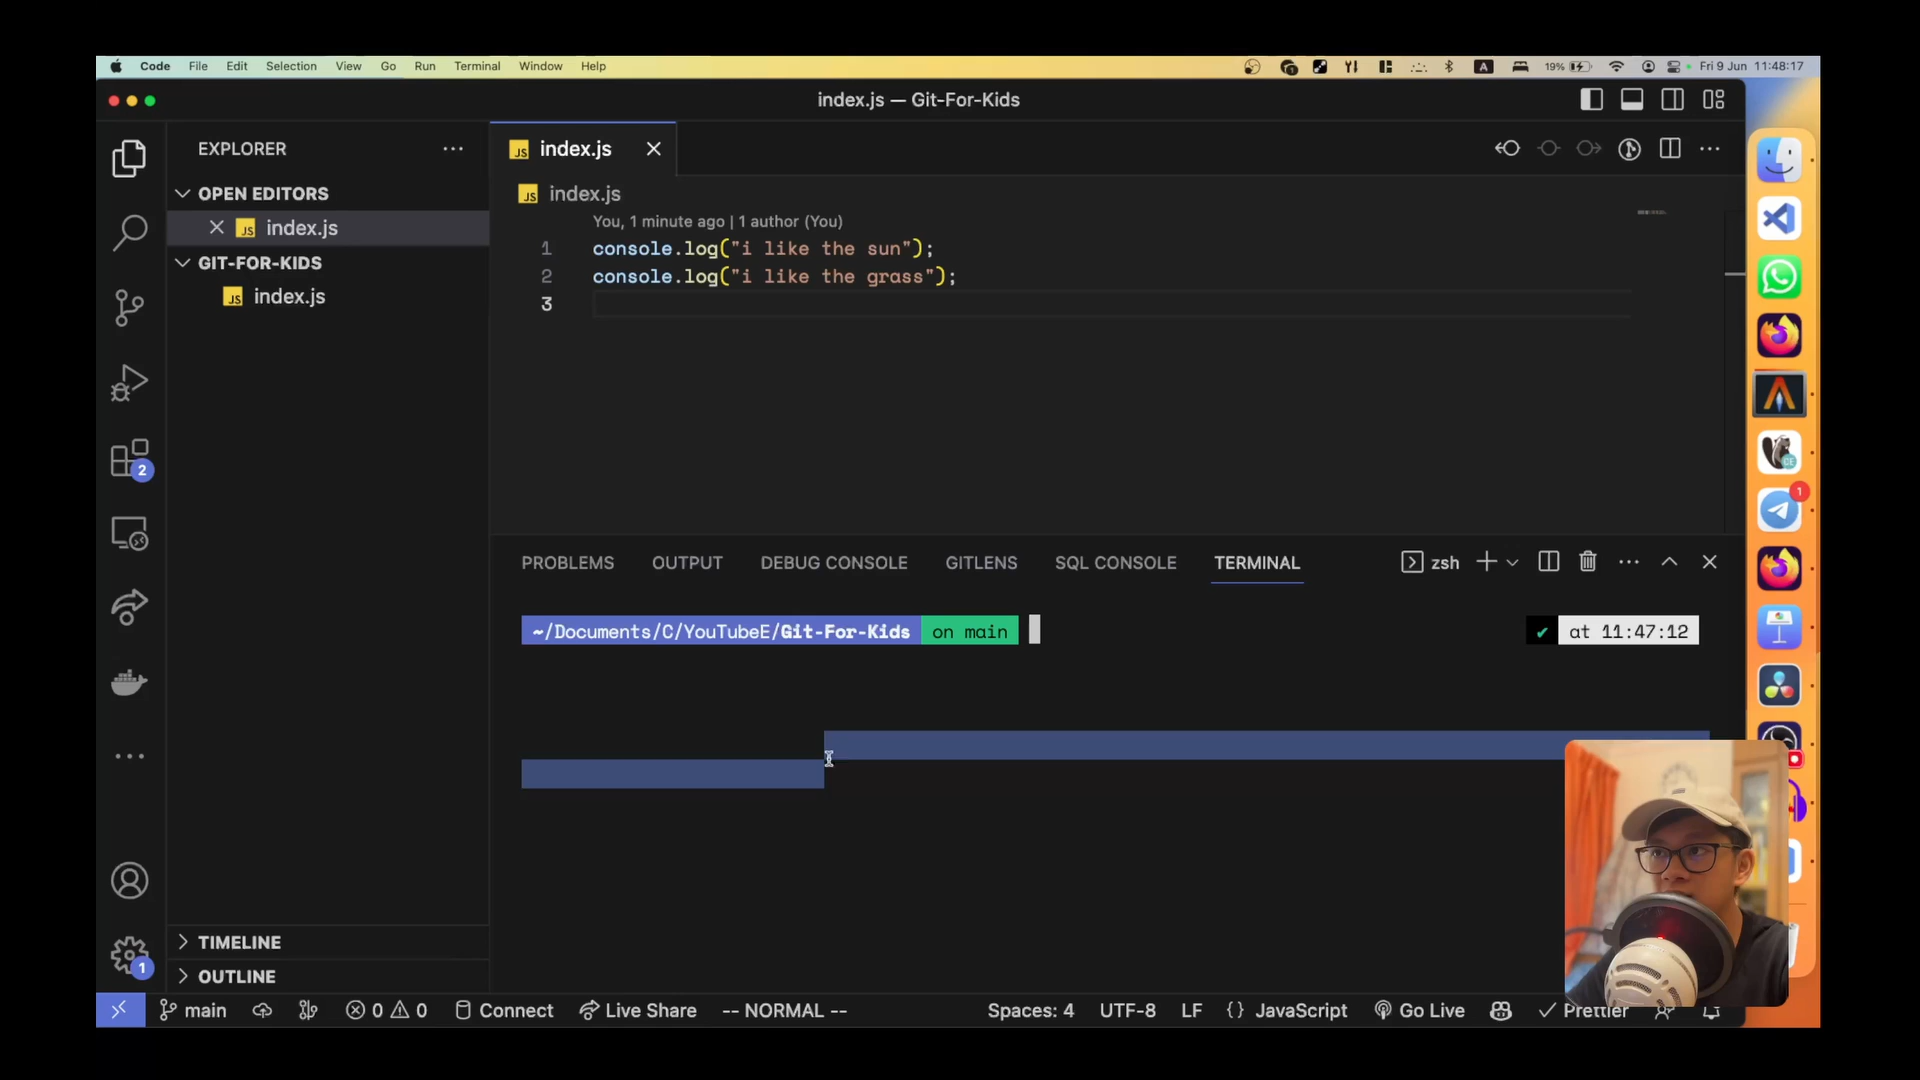 Code File Edit Selection View Go Run Terminal Window Help
A 19% Fri 9 Jun 11:48:17
index.js — Git-For-Kids
EXPLORER
index.js
OPEN EDITORS
index.js
index.js
You, 1 minute ago | 1 author (You)
1 console.log("i like the sun");
GIT-FOR-KIDS
2 console.log("i like the grass");
index.js
3
2
1
PROBLEMS OUTPUT DEBUG CONSOLE GITLENS SQL CONSOLE TERMINAL zsh
~/Documents/C/YouTubeE/Git-For-Kids on main
✔ at 11:47:12
TIMELINE
1
OUTLINE
main 0 0 Connect Live Share -- NORMAL -- Spaces: 4 UTF-8 LF {} JavaScript Go Live Prettier